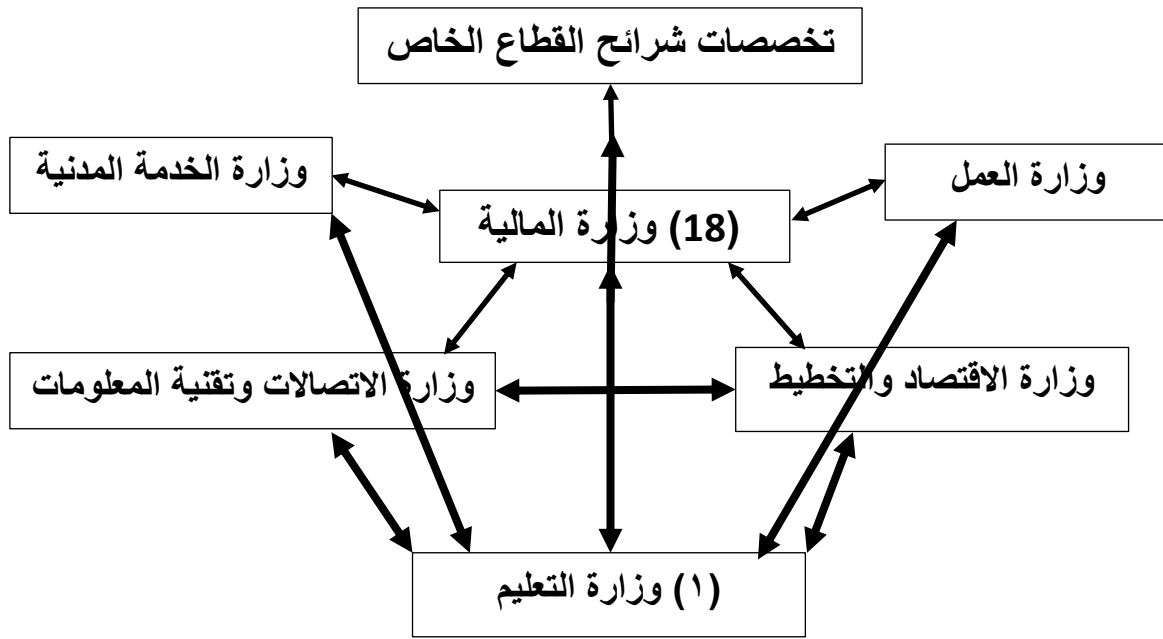 تخصصات شرائح القطاع الخاص
وزارة العمل
وزارة الخدمة المدنية
(18) وزارة المالية
وزارة الاقتصاد والتخطيط
وزارة الاتصالات وتقنية المعلومات
(١) وزارة التعليم